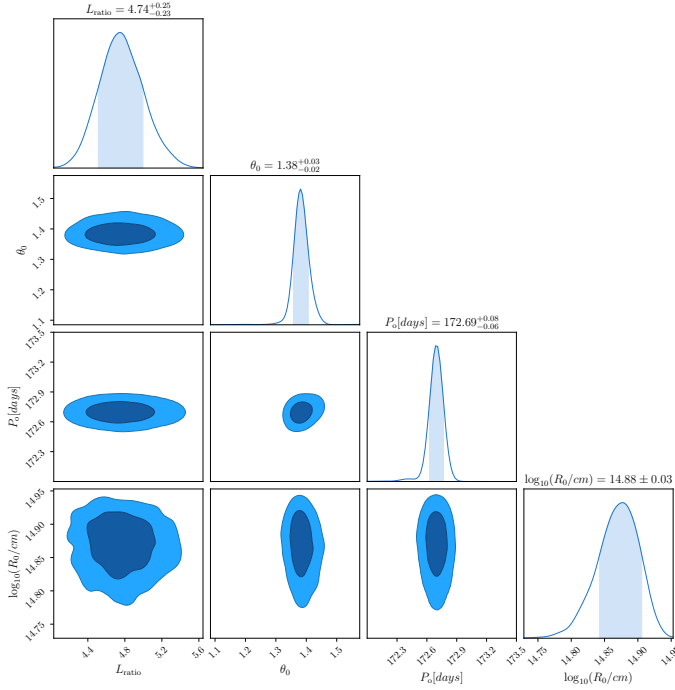 L_ratio = 4.74^{+0.25}_{−0.23}
θ_0 = 1.38^{+0.03}_{−0.02}
1.5
1.4
1.3
1.2
1.1
θ_0
P_o[days] = 172.69^{+0.08}_{−0.06}
173.5
173.2
172.9
172.6
172.3
P_o[days]
log_10(R_0/cm) = 14.88 ± 0.03
14.95
14.90
14.85
14.80
14.75
log_10(R_0/cm)
4.4 4.8 5.2 5.6
L_ratio
1.1 1.2 1.3 1.4 1.5
θ_0
172.3 172.6 172.9 173.2 173.5
P_o[days]
14.75 14.80 14.85 14.90
log_10(R_0/cm)